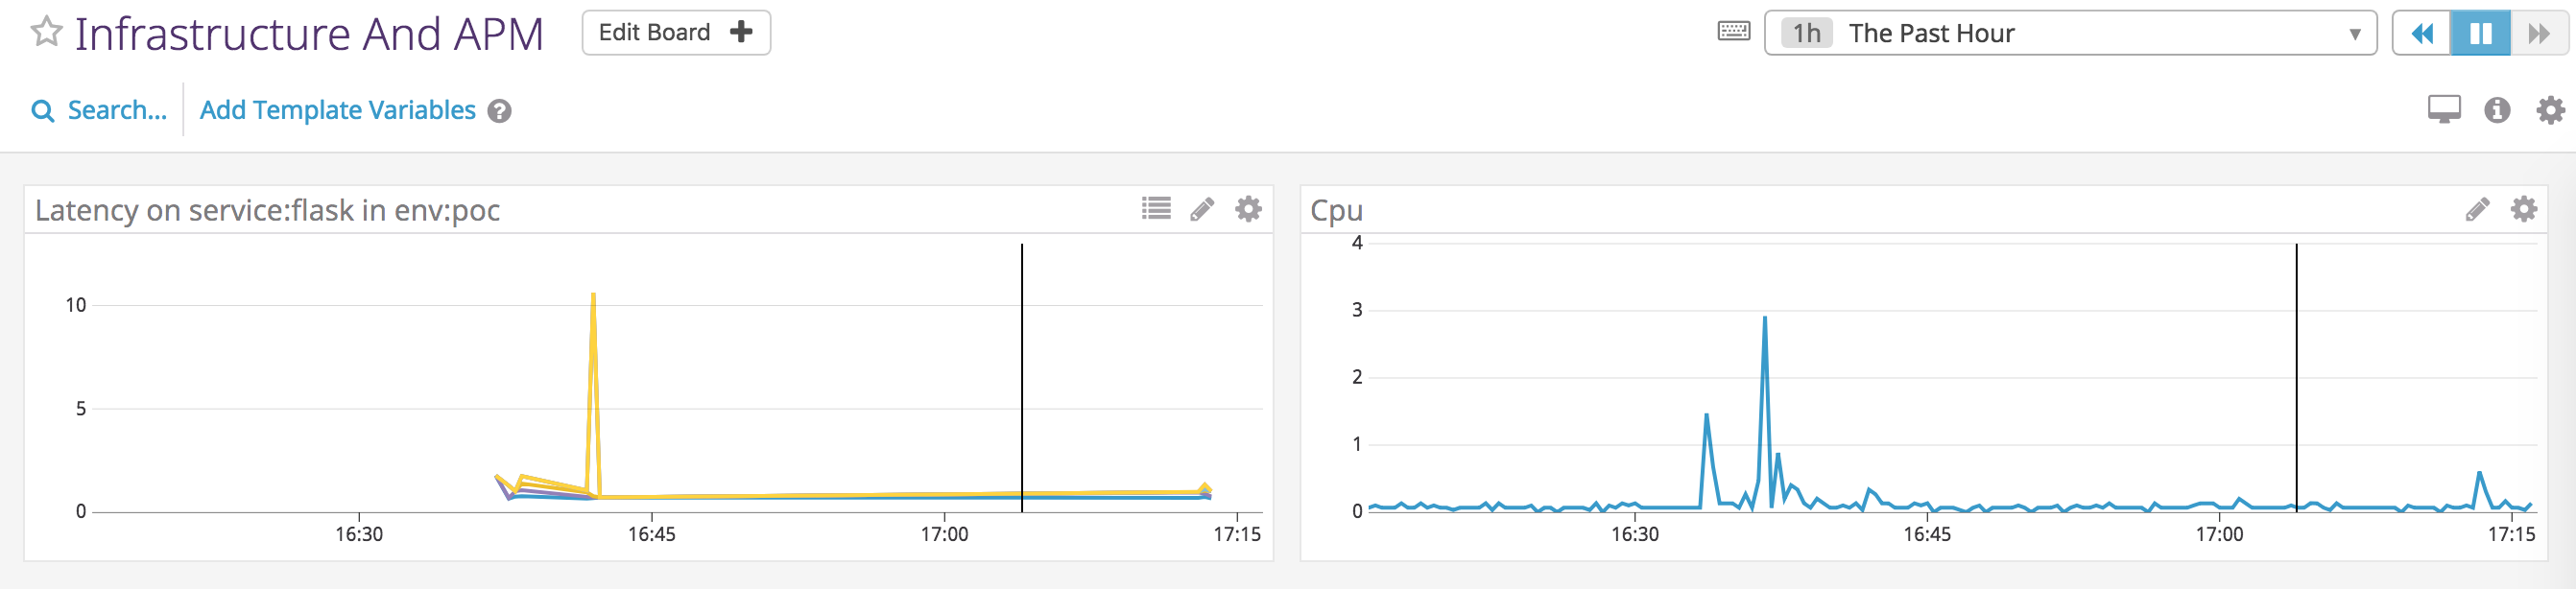 Infrastructure And APM
Edit Board
1h The Past Hour
Search...
Add Template Variables
Latency on service:flask in env:poc
10
5
0
16:30 16:45 17:00 17:15
Cpu
4
3
2
1
0
16:30 16:45 17:00 17:15